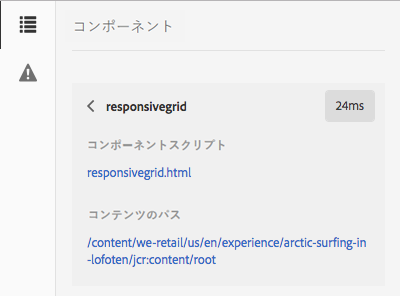 コンポーネント
responsivegrid
24ms
コンポーネントスクリプト
responsivegrid.html
コンテンツのパス
/content/we-retail/us/en/experience/arctic-surfing-in
-lofoten/jcr:content/root